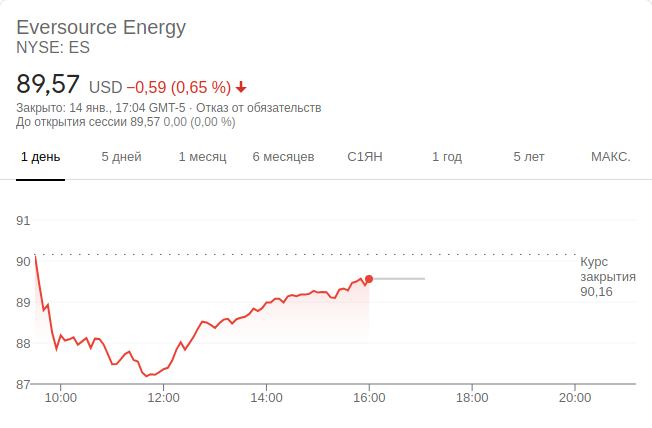 Eversource Energy
NYSE: ES
89,57 USD −0,59 (0,65 %)
Закрыто: 14 янв., 17:04 GMT-5 · Отказ от обязательств
До открытия сессии 89,57 0,00 (0,00 %)
1 день 5 дней 1 месяц 6 месяцев С1ЯН 1 год 5 лет МАКС.
91
90
89
88
87
Курс
закрытия
90,16
10:00 12:00 14:00 16:00 18:00 20:00